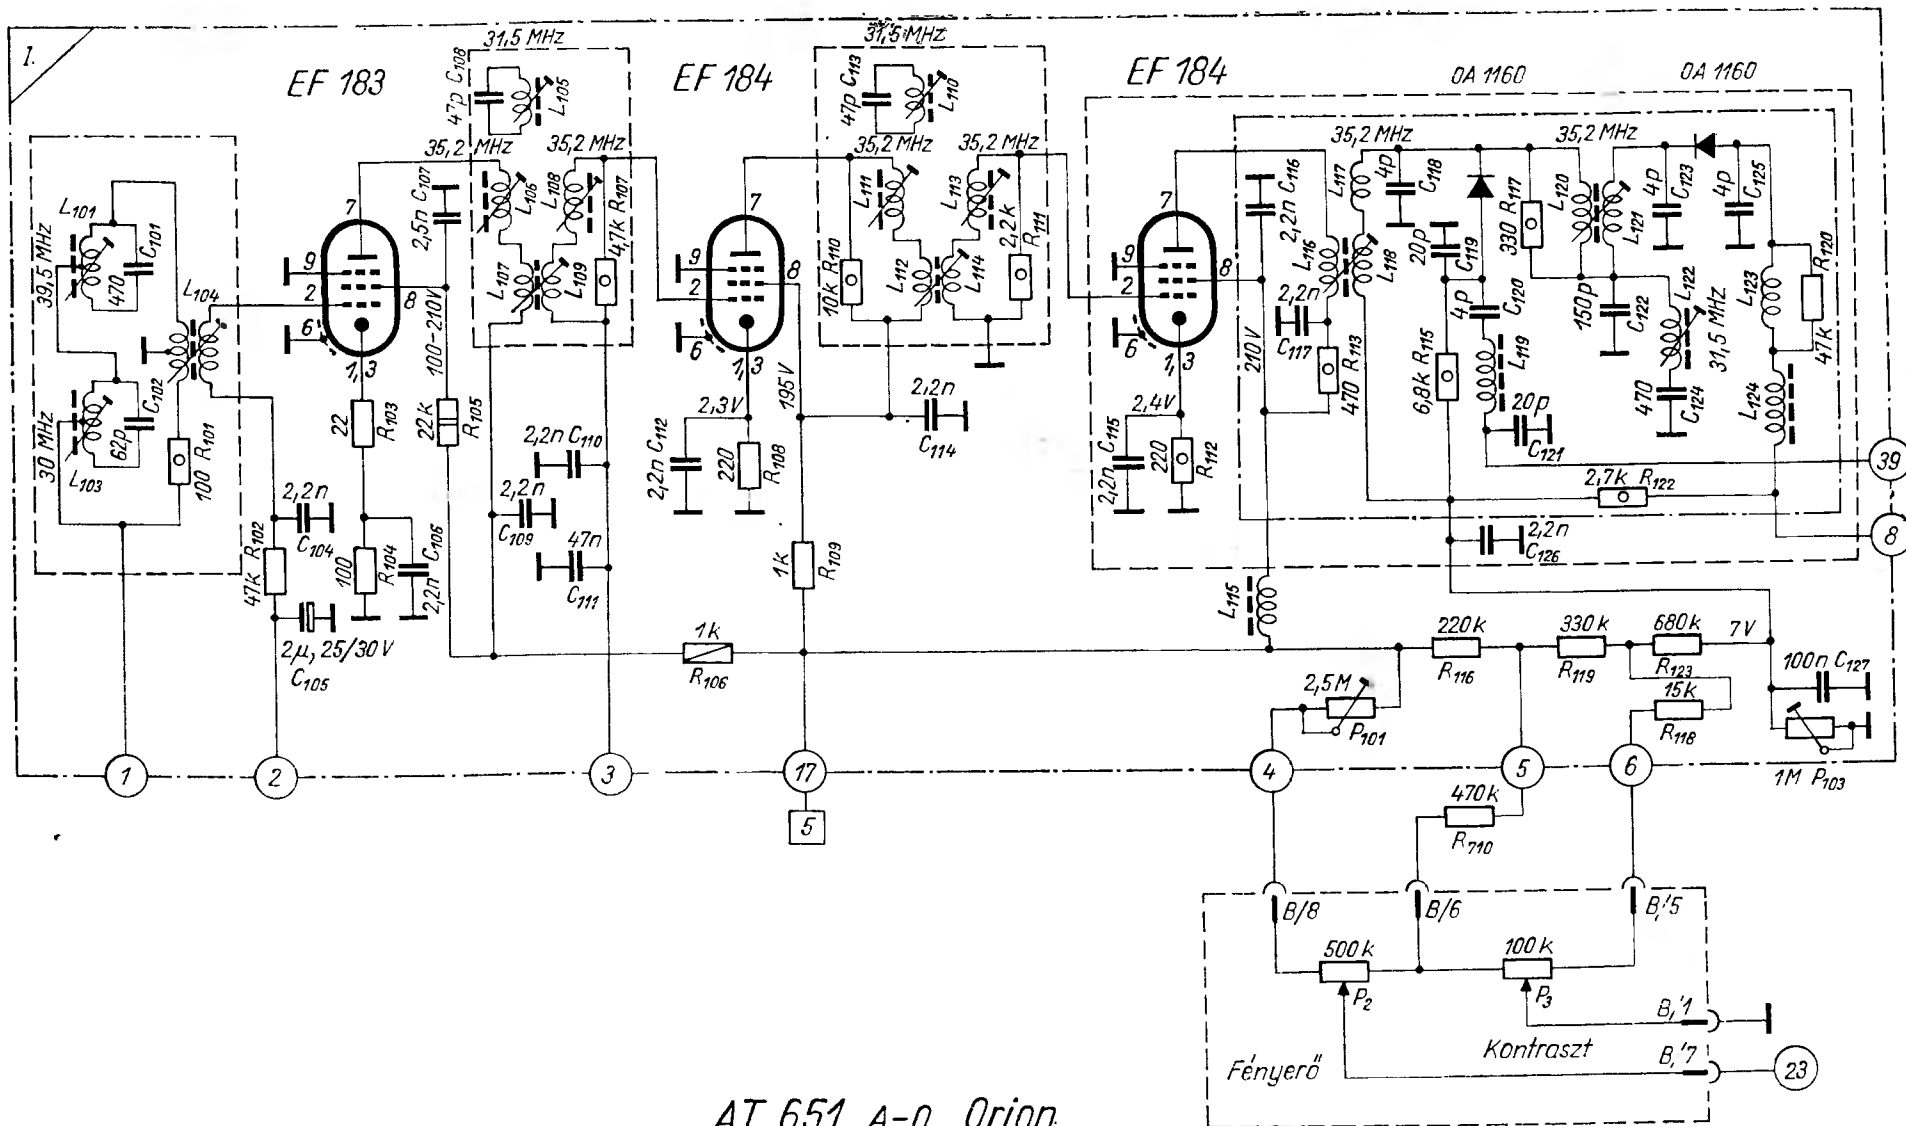 I.
EF 183
31,5 MHz
47p C108
L105
EF 184
31,5 MHz
47p C113
L110
EF 184
OA 1160
OA 1160
39,5 MHz
L101
C101
470
L104
30 MHz
L103
C102
62p
100 R101
7
9
2
6
8
1,3
35,2 MHz
35,2 MHz
2,5n C107
L106
L108
4,7k R107
L107
L109
100-210V
22k R105
22 R103
100 R104
2,2n C106
2,2n
C104
47k R102
2µ, 25/30V
C105
2,2n C110
2,2n
C109
47n
C111
7
9
2
6
8
1,3
2,3V
2,2n C112
220 R108
195V
1k R109
35,2 MHz
35,2 MHz
L111
L113
10k R110
L112
L114
2,2k R111
2,2n
C114
7
9
2
6
8
1,3
2,4V
2,2n C115
220 R112
210V
2,2n C116
L116
L117
L118
2,2n
C117
470 R113
35,2 MHz
35,2 MHz
4p C118
20p C119
4p C120
L119
20p
C121
6,8k R115
330 R117
L120
L121
150p C122
4p C123
4p C125
L122
31,5 MHz
470 C124
L123
R120
47k
L124
2,7k R122
2,2n
C126
39
8
L115
1k
R106
220k
R116
330k
R119
680k
R123
7V
15k
R118
100n C127
1M P103
2,5M
P101
1
2
3
17
4
5
6
5
470k
R710
B/8
B/6
B/5
500k
P2
100k
P3
B/1
B/7
Fényerő
Kontraszt
23
AT 651 A-n Orion